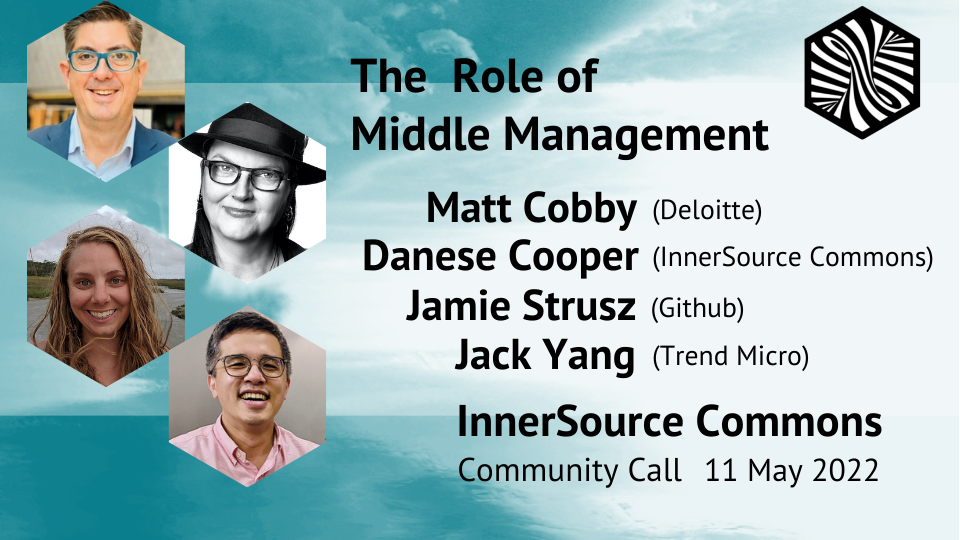 The Role of
Middle Management
Matt Cobby (Deloitte)
Danese Cooper (InnerSource Commons)
Jamie Strusz (Github)
Jack Yang (Trend Micro)
InnerSource Commons
Community Call 11 May 2022